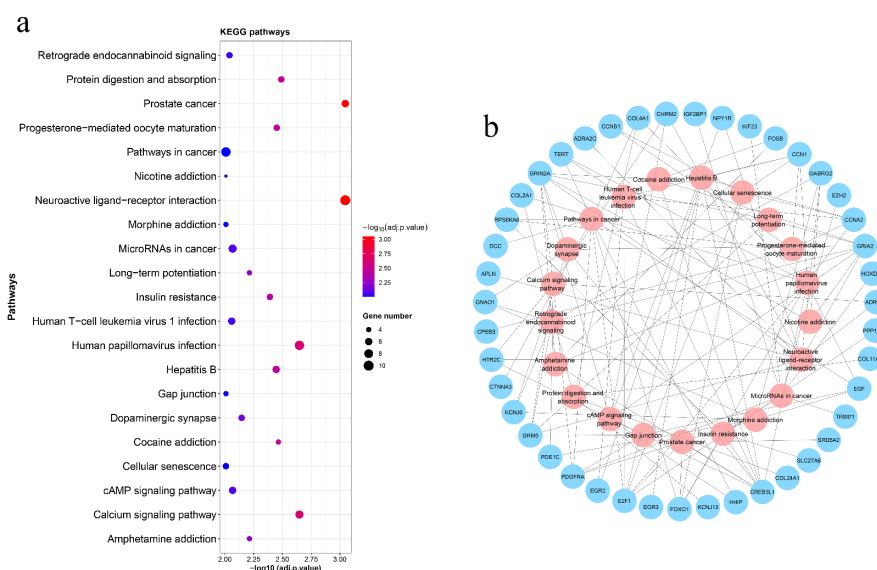 a
KEGG pathways
Pathways
Retrograde endocannabinoid signaling
Protein digestion and absorption
Prostate cancer
Progesterone-mediated oocyte maturation
Pathways in cancer
Nicotine addiction
Neuroactive ligand-receptor interaction
Morphine addiction
MicroRNAs in cancer
Long-term potentiation
Insulin resistance
Human T-cell leukemia virus 1 infection
Human papillomavirus infection
Hepatitis B
Gap junction
Dopaminergic synapse
Cocaine addiction
Cellular senescence
cAMP signaling pathway
Calcium signaling pathway
Amphetamine addiction
2.00 2.25 2.50 2.75 3.00
-log10 (adj.p.value)
-log10(adj.p.value)
3.00
2.75
2.50
2.25
Gene number
4
6
8
10
b
CHRM2
IGF2BP1
NPY1R
KIF23
FOSB
CCN1
GABRG2
EZH2
CCNA2
GRIA2
HOXD
ADR
PPP1
COL11A
EGF
TRIM71
SRD5A2
SLC27A6
COL24A1
CREB3L1
HHIP
KCNJ13
FOXO1
EGR3
E2F1
EGR2
PDGFRA
PDE1C
GRM5
KCNJ6
CTNNA3
HTR2C
CPEB3
GNAO1
APLN
DCC
RPS6KA6
COL2A1
GRIN2A
TERT
ADRA2C
CCNB1
COL4A1
Cocaine addiction
Hepatitis B
Cellular senescence
Long-term
potentiation
Progesterone-mediated
oocyte maturation
Human
papillomavirus
infection
Nicotine addiction
Neuroactive
ligand-receptor
interaction
MicroRNAs in cancer
Morphine addiction
Insulin resistance
Prostate cancer
Gap junction
cAMP signaling
pathway
Protein digestion and
absorption
Amphetamine
addiction
Retrograde
endocannabinoid
signaling
Calcium signaling
pathway
Dopaminergic
synapse
Pathways in cancer
Human T-cell
leukemia virus 1
infection